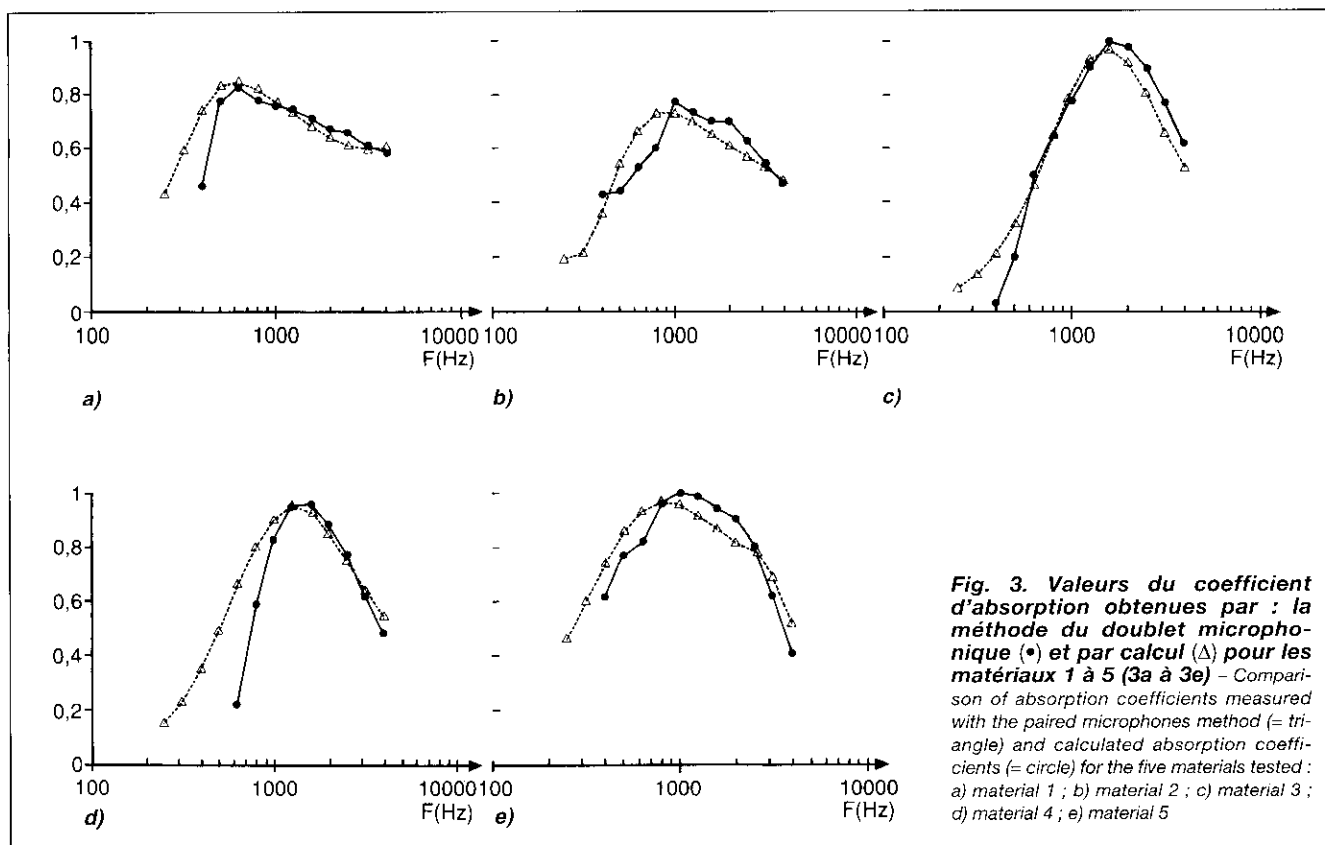 1
0,8
0,6
0,4
0,2
0
100 1000 10000
F(Hz)
a)
100 1000 10000
F(Hz)
b)
100 1000 10000
F(Hz)
c)
1
0,8
0,6
0,4
0,2
0
100 1000 10000
F(Hz)
d)
100 1000 10000
F(Hz)
e)
Fig. 3. Valeurs du coefficient
d'absorption obtenues par : la
méthode du doublet micropho-
nique (•) et par calcul (Δ) pour les
matériaux 1 à 5 (3a à 3e) – Compari-
son of absorption coefficients measured
with the paired microphones method (= tri-
angle) and calculated absorption coeffi-
cients (= circle) for the five materials tested :
a) material 1 ; b) material 2 ; c) material 3 ;
d) material 4 ; e) material 5